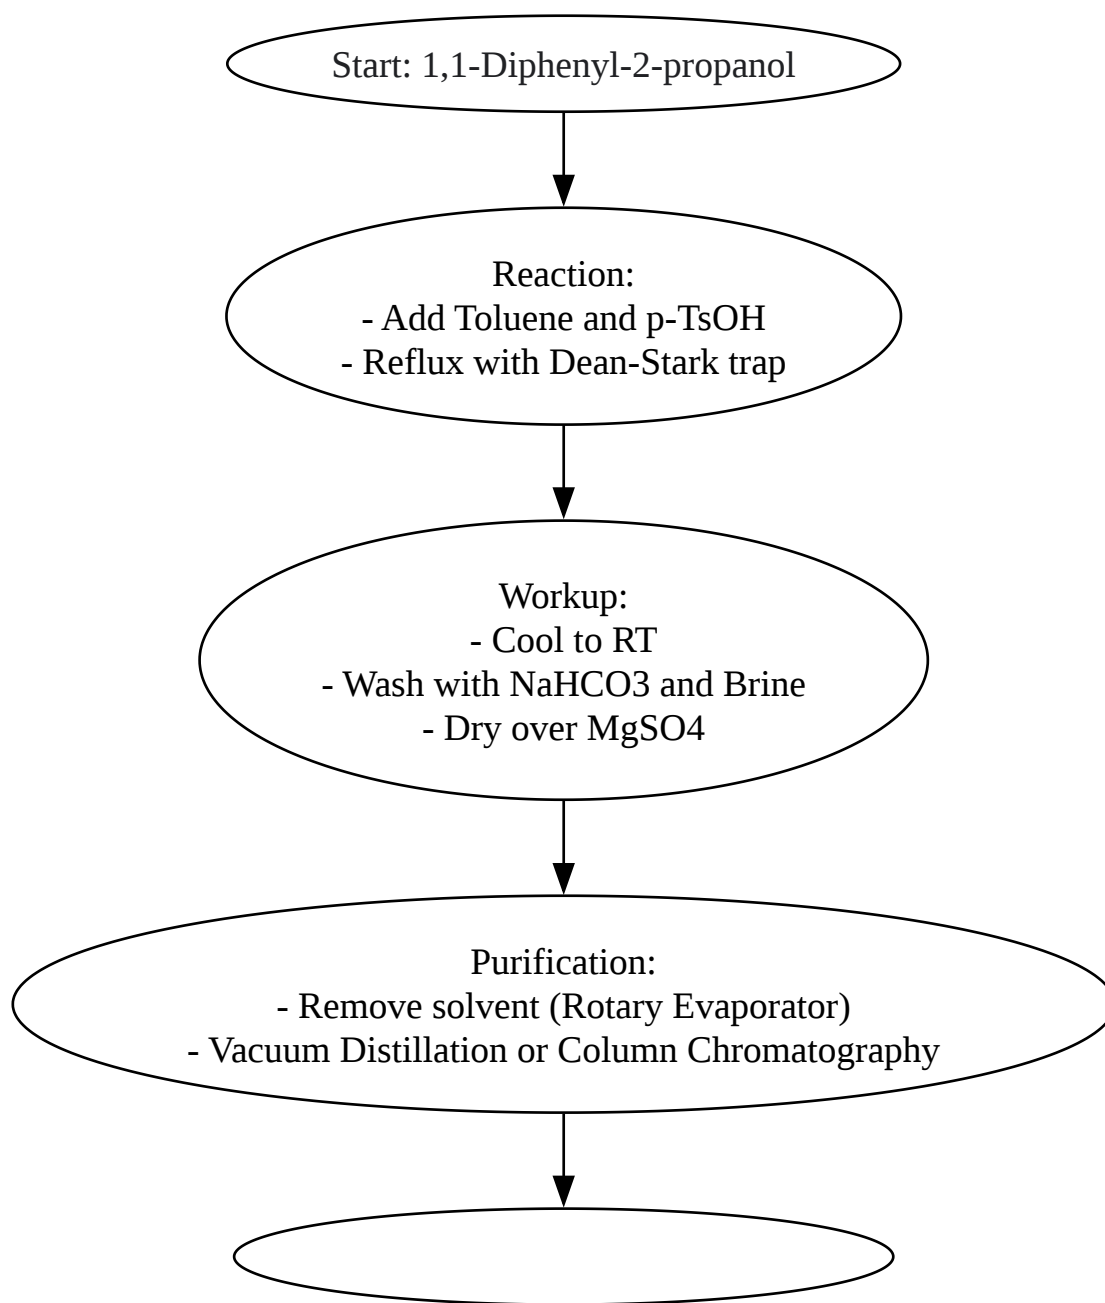 Start: 1,1-Diphenyl-2-propanol
Reaction:
- Add Toluene and p-TsOH
- Reflux with Dean-Stark trap
Workup:
- Cool to RT
- Wash with NaHCO3 and Brine
- Dry over MgSO4
Purification:
- Remove solvent (Rotary Evaporator)
- Vacuum Distillation or Column Chromatography